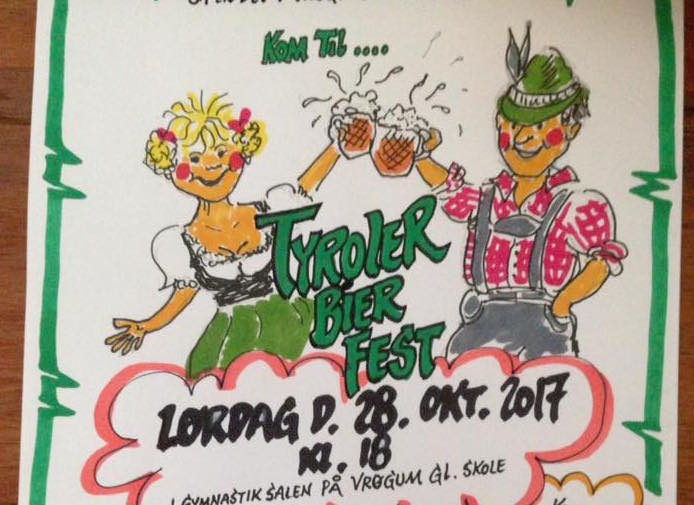 Kom Til ....
TYROLER
BIER
FEST
LØRDAG D. 28. OKT. 2017
Kl. 18
I GYMNASTIK SALEN PÅ VRØGUM GL. SKOLE